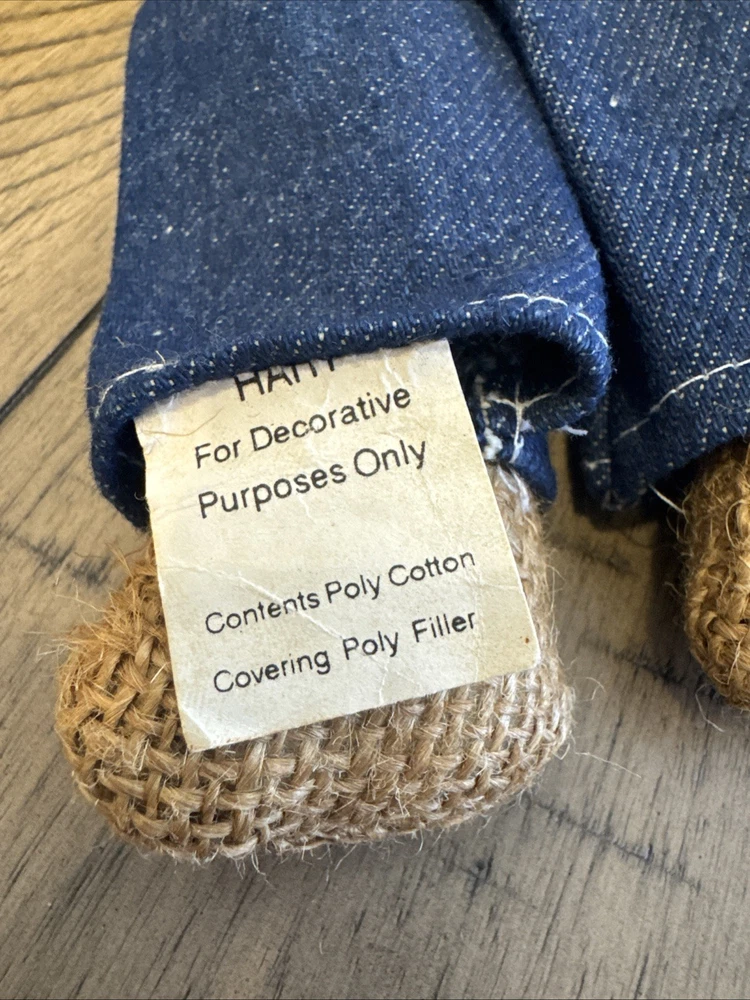 For Decorative
Purposes Only
Contents Poly Cotton
Covering Poly Filler